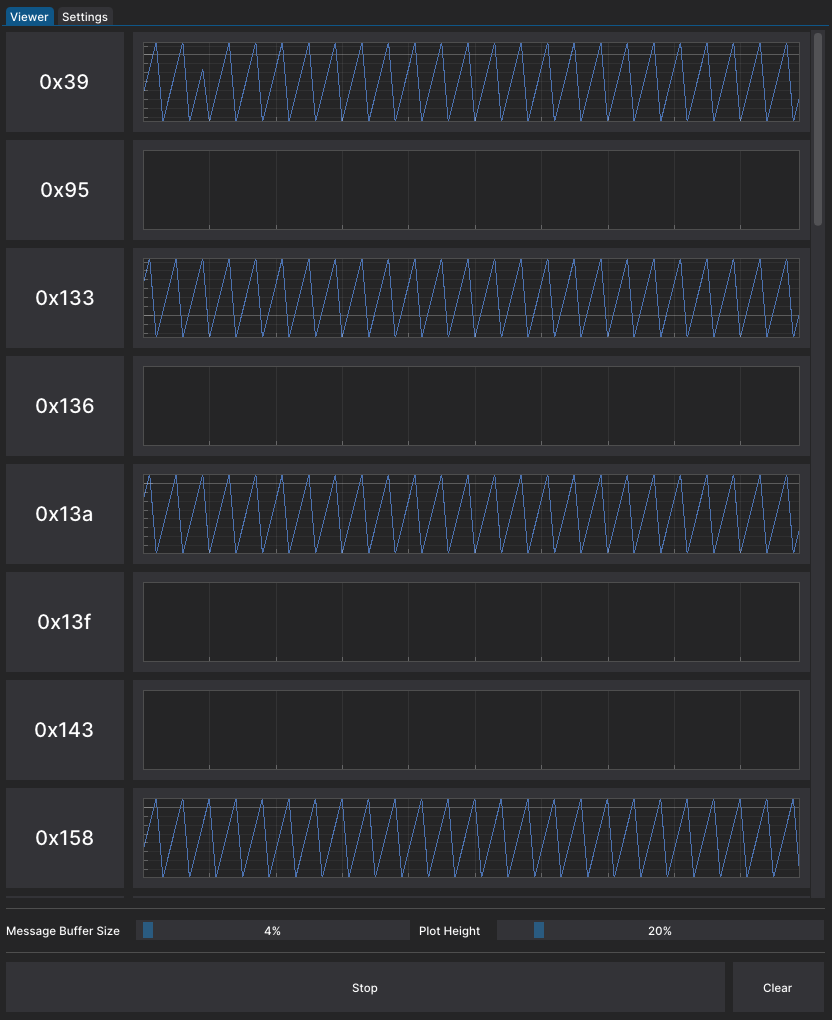 Viewer Settings
0x39
0x95
0x133
0x136
0x13a
0x13f
0x143
0x158
Message Buffer Size 4% Plot Height 20%
Stop Clear